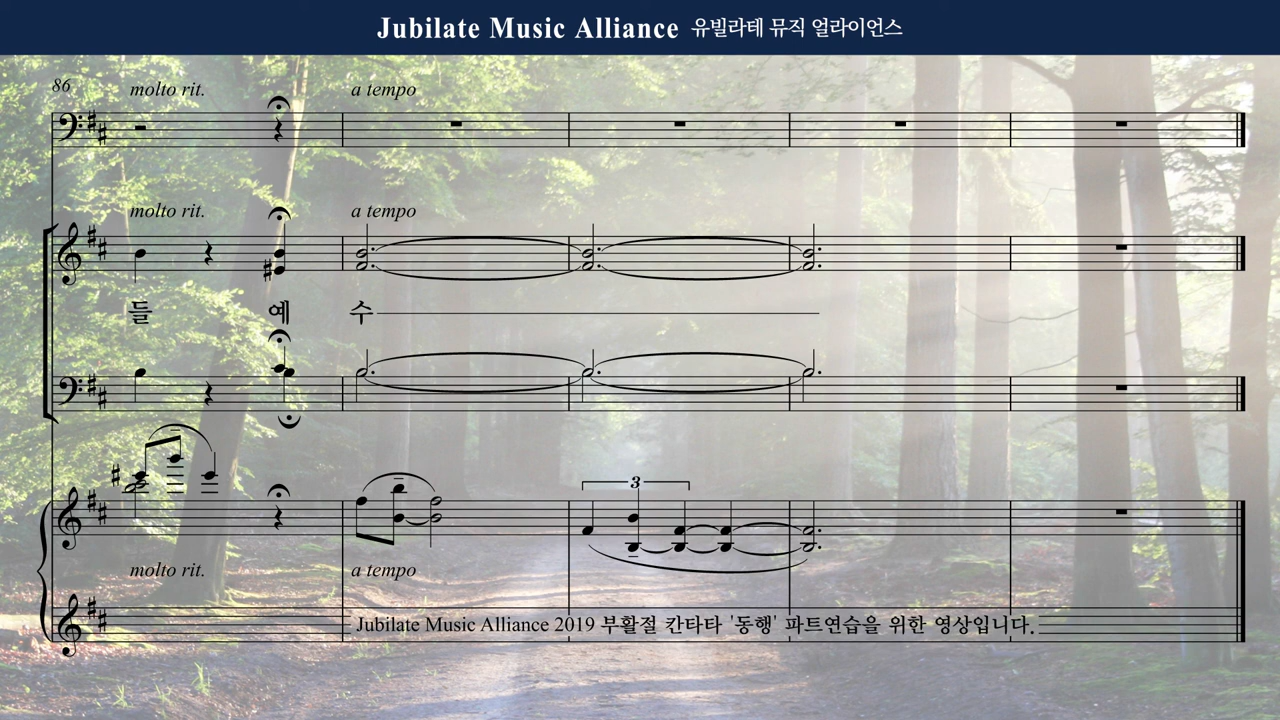 Jubilate Music Alliance 유빌라테 뮤직 얼라이언스
86
molto rit. a tempo
molto rit. a tempo
들 예 수
3
molto rit. a tempo
Jubilate Music Alliance 2019 부활절 칸타타 '동행' 파트연습을 위한 영상입니다.